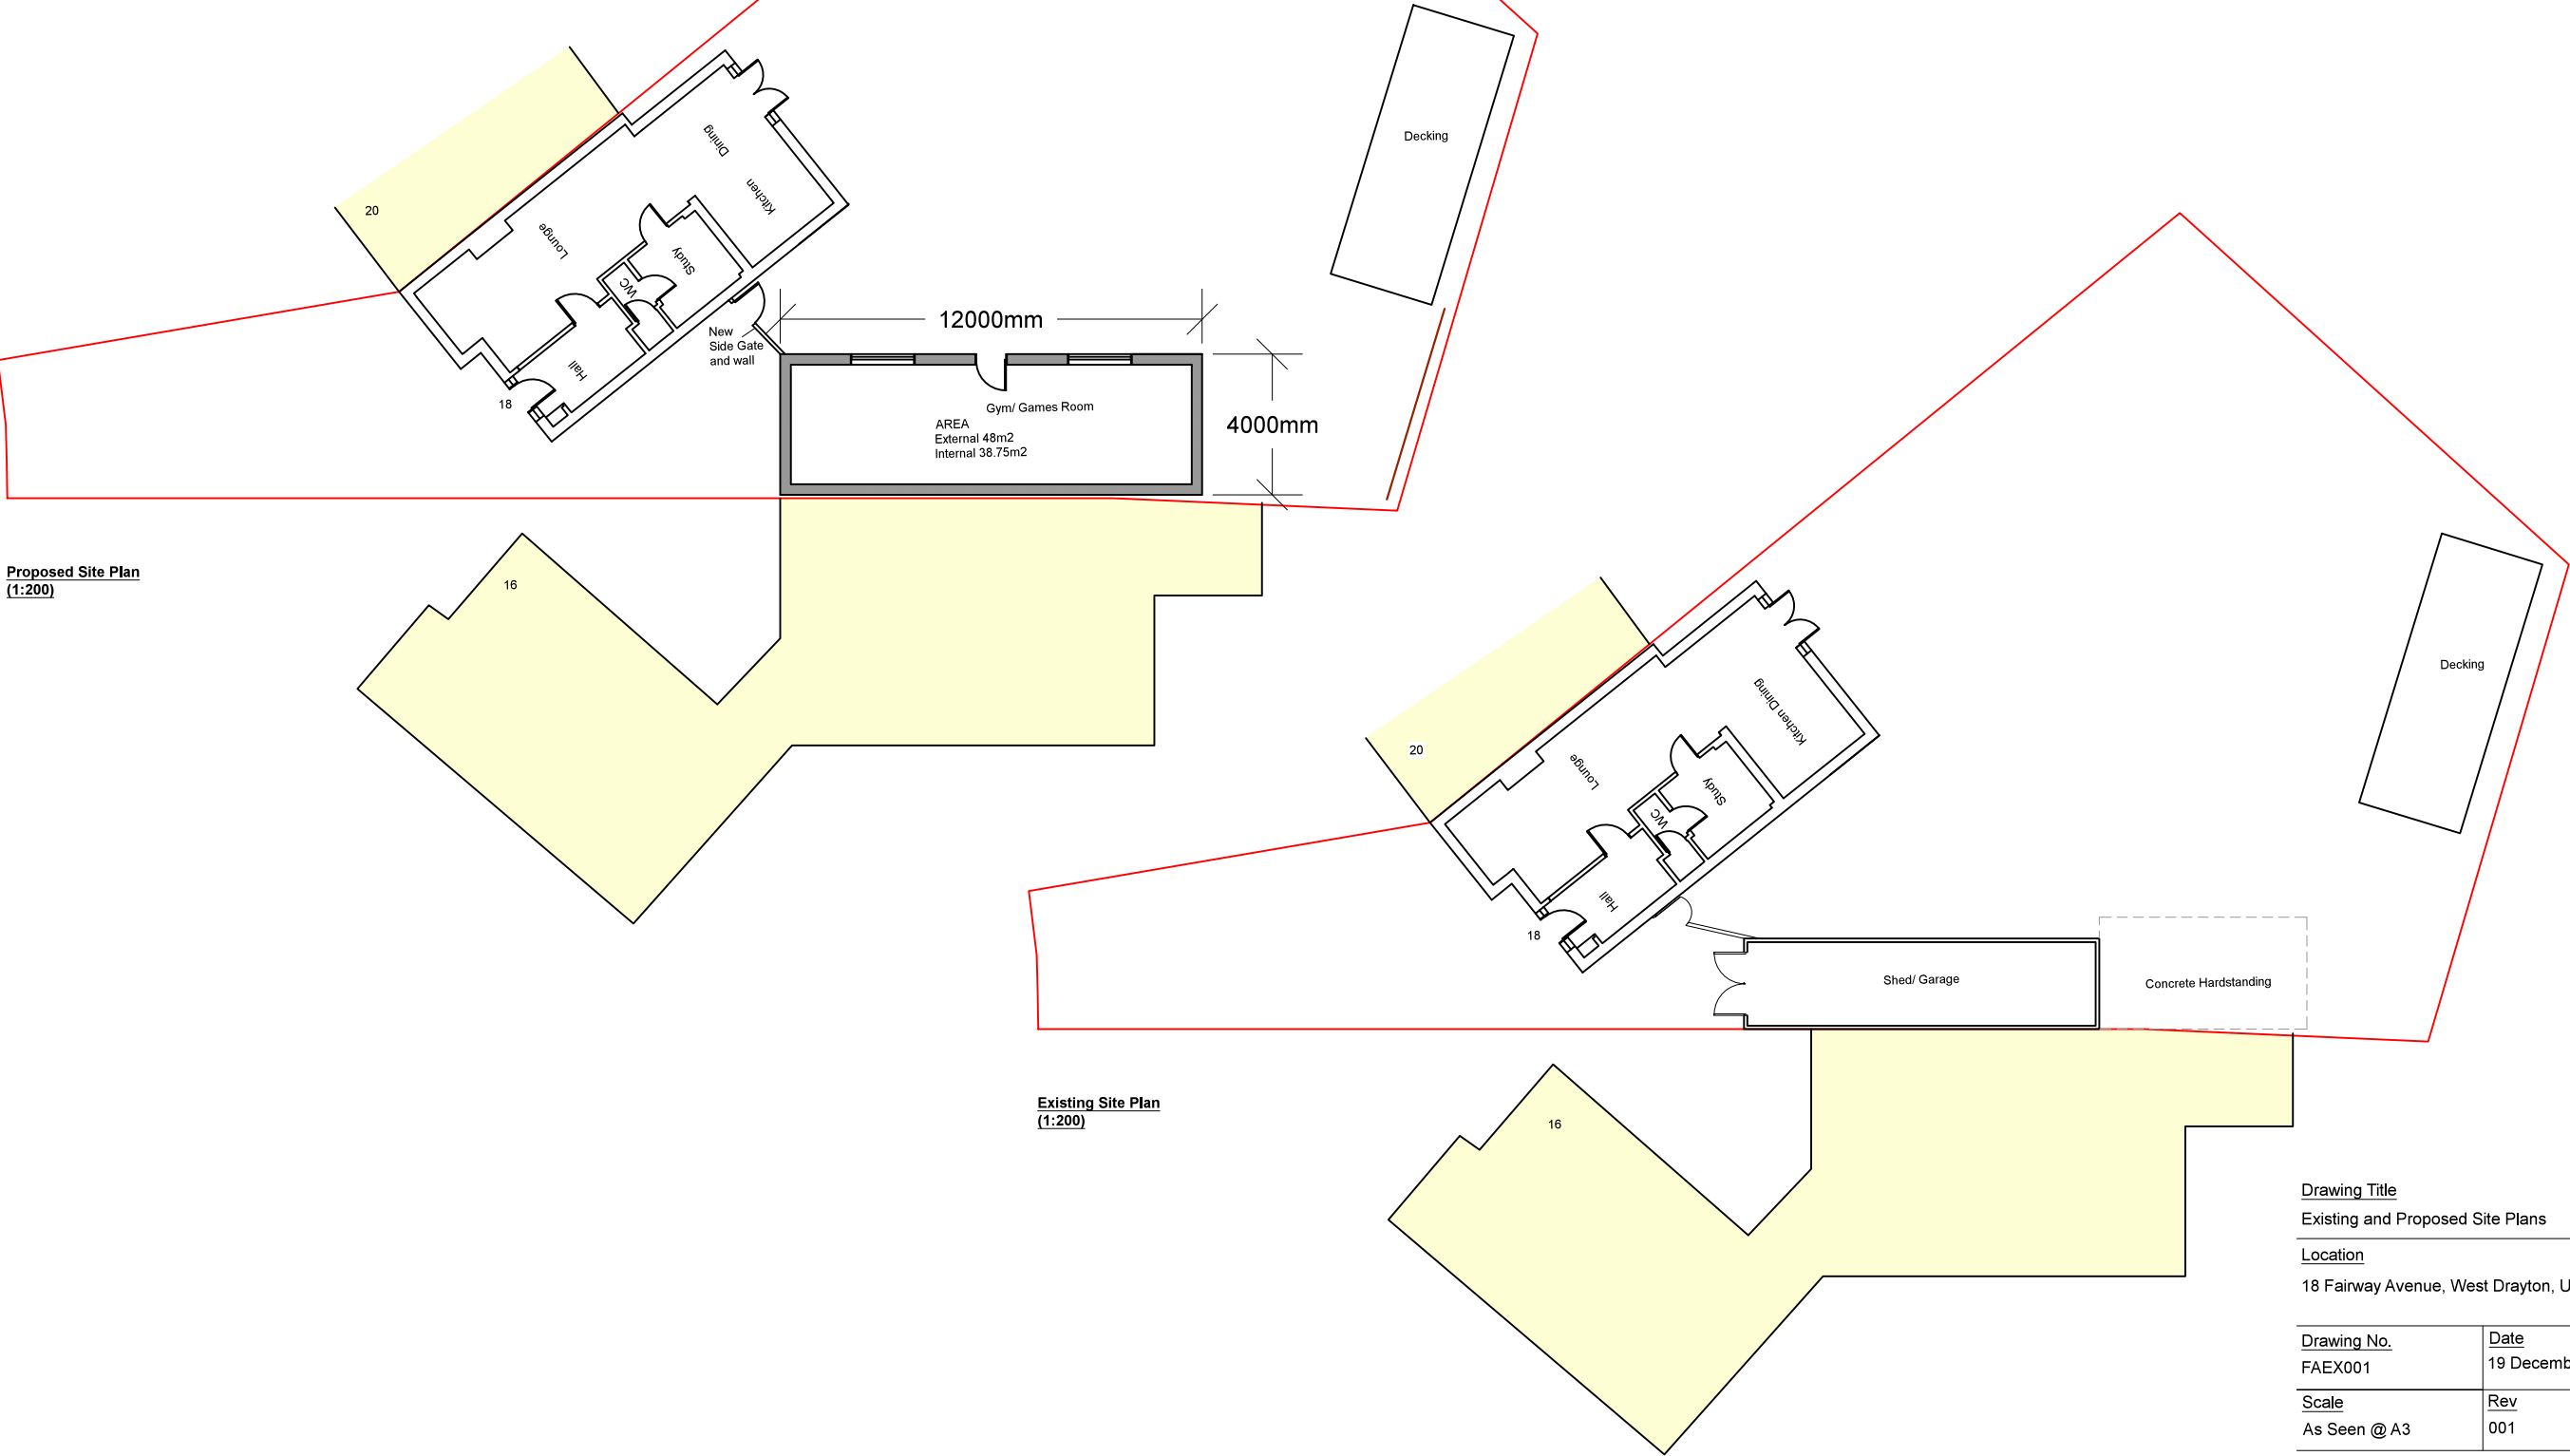 Decking
20
Dining
Kitchen
Lounge
Study
WC
Hall
18
New
Side Gate
and wall
12000mm
4000mm
Gym/ Games Room
AREA
External 48m2
Internal 38.75m2
Proposed Site Plan
(1:200)
16
Decking
20
Kitchen Dining
Lounge
Study
WC
Hall
18
Shed/ Garage
Concrete Hardstanding
Existing Site Plan
(1:200)
16
Drawing Title
Existing and Proposed Site Plans
Location
18 Fairway Avenue, West Drayton, U
Drawing No.
FAEX001
Date
19 Decemb
Scale
As Seen @ A3
Rev
001